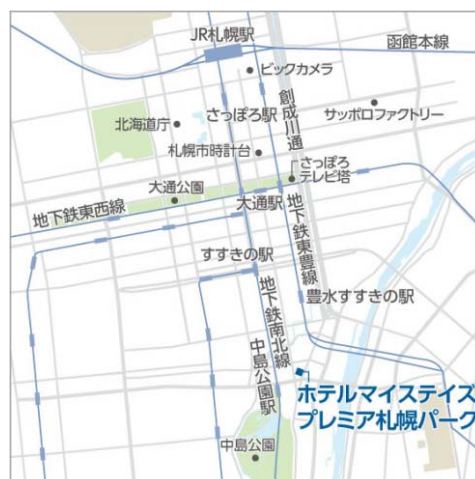 JR札幌駅
函館本線
ビックカメラ
創成川通
さっぽろ駅
サッポロファクトリー
北海道庁
札幌市時計台
さっぽろ
テレビ塔
大通公園
大通駅
地下鉄東西線
地下鉄東豊線
すすきの駅
豊水すすきの駅
地下鉄南北線
中島公園駅
ホテルマイステイズ
プレミア札幌パーク
中島公園